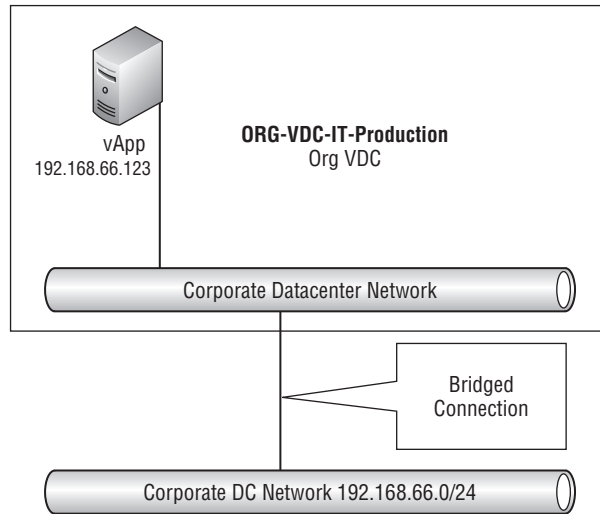 vApp
192.168.66.123
ORG-VDC-IT-Production
Org VDC
Corporate Datacenter Network
Bridged
Connection
Corporate DC Network 192.168.66.0/24